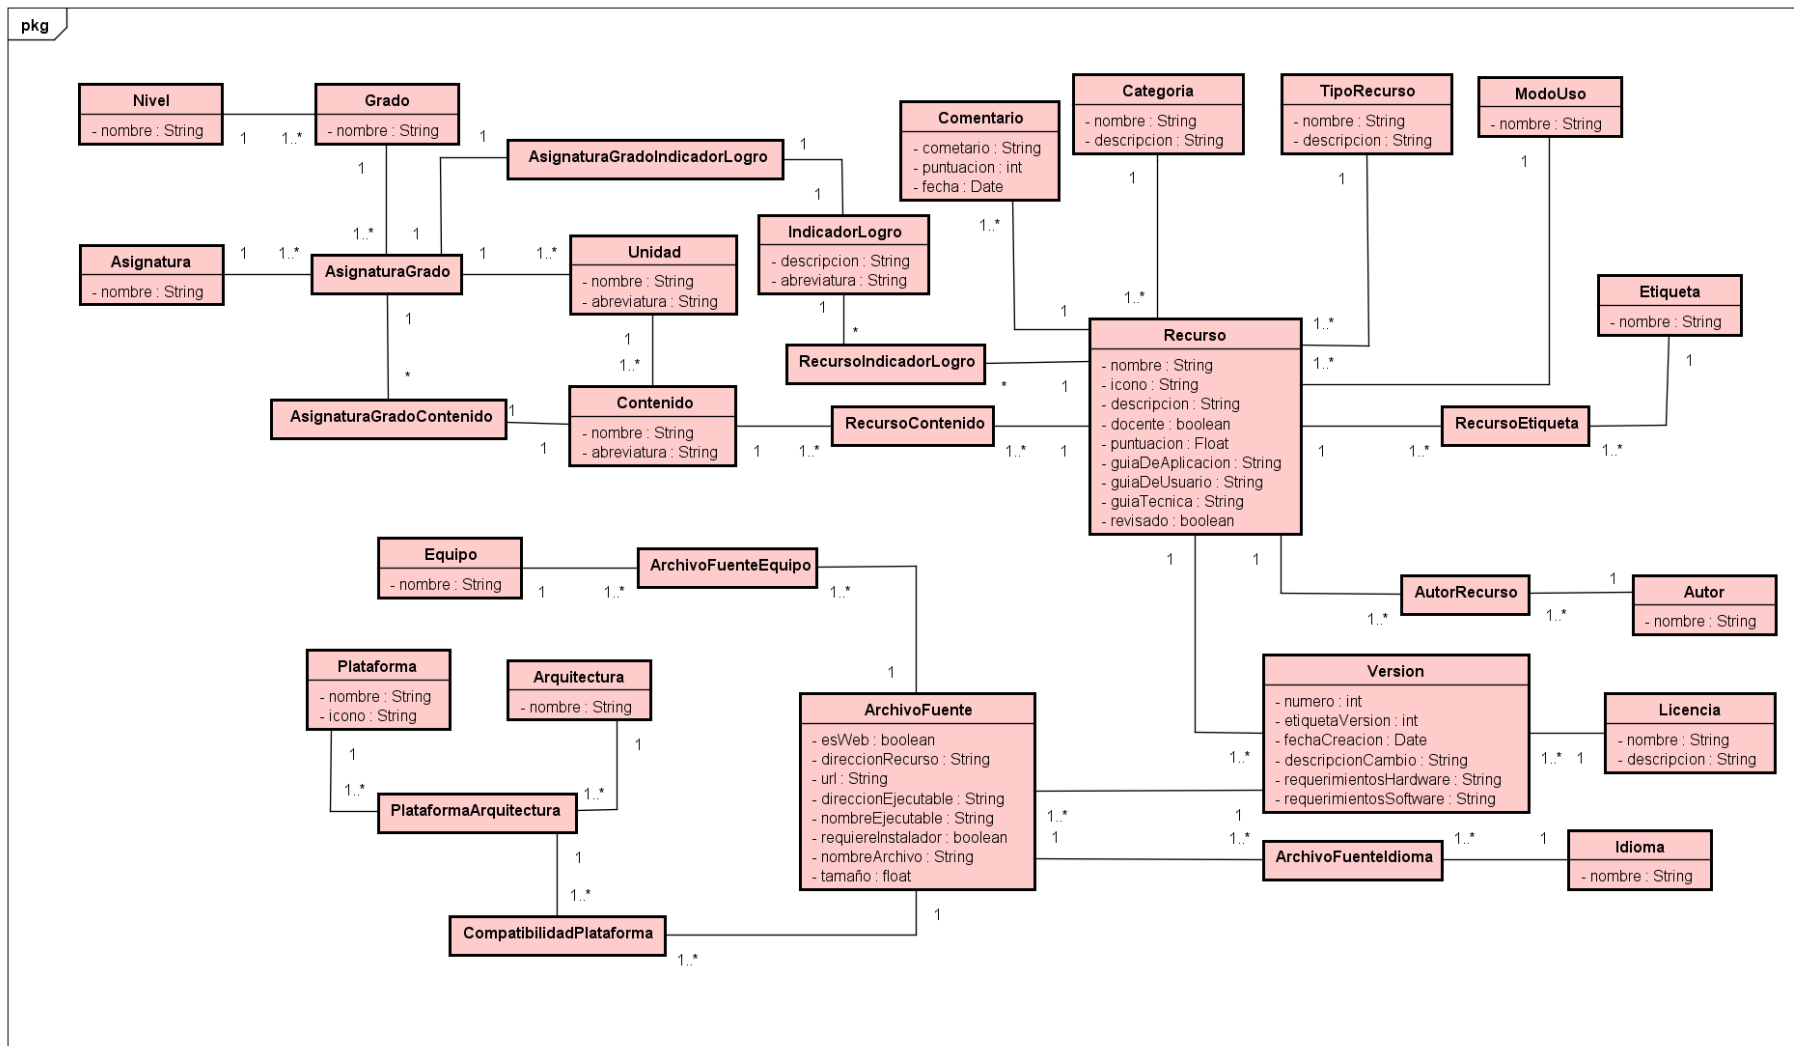 pkg
Nivel
- nombre : String
1
1..*
Grado
- nombre : String
1
1..*
Asignatura
- nombre : String
1
1..*
AsignaturaGrado
1
1
AsignaturaGradoIndicadorLogro
1
1
IndicadorLogro
- descripcion : String
- abreviatura : String
1
*
1
1..*
Unidad
- nombre : String
- abreviatura : String
1
1..*
1
*
AsignaturaGradoContenido
1
1
Contenido
- nombre : String
- abreviatura : String
1
1..*
RecursoContenido
1..*
1
RecursoIndicadorLogro
*
1
Comentario
- cometario : String
- puntuacion : int
- fecha : Date
1..*
1
Categoria
- nombre : String
- descripcion : String
1
1..*
TipoRecurso
- nombre : String
- descripcion : String
1
1..*
ModoUso
- nombre : String
1
1..*
Recurso
- nombre : String
- icono : String
- descripcion : String
- docente : boolean
- puntuacion : Float
- guiaDeAplicacion : String
- guiaDeUsuario : String
- guiaTecnica : String
- revisado : boolean
Etiqueta
- nombre : String
1
1..*
RecursoEtiqueta
1
1..*
1
1
AutorRecurso
1..*
1..*
1
Autor
- nombre : String
Equipo
- nombre : String
1
1..*
ArchivoFuenteEquipo
1..*
1
Plataforma
- nombre : String
- icono : String
1
1..*
Arquitectura
- nombre : String
1
1..*
PlataformaArquitectura
1
1..*
CompatibilidadPlataforma
1..*
1
ArchivoFuente
- esWeb : boolean
- direccionRecurso : String
- url : String
- direccionEjecutable : String
- nombreEjecutable : String
- requiereInstalador : boolean
- nombreArchivo : String
- tamaño : float
1..*
1
1
1..*
Version
- numero : int
- etiquetaVersion : int
- fechaCreacion : Date
- descripcionCambio : String
- requerimientosHardware : String
- requerimientosSoftware : String
1..*
1..*
1
Licencia
- nombre : String
- descripcion : String
ArchivoFuenteIdioma
1..*
1
Idioma
- nombre : String